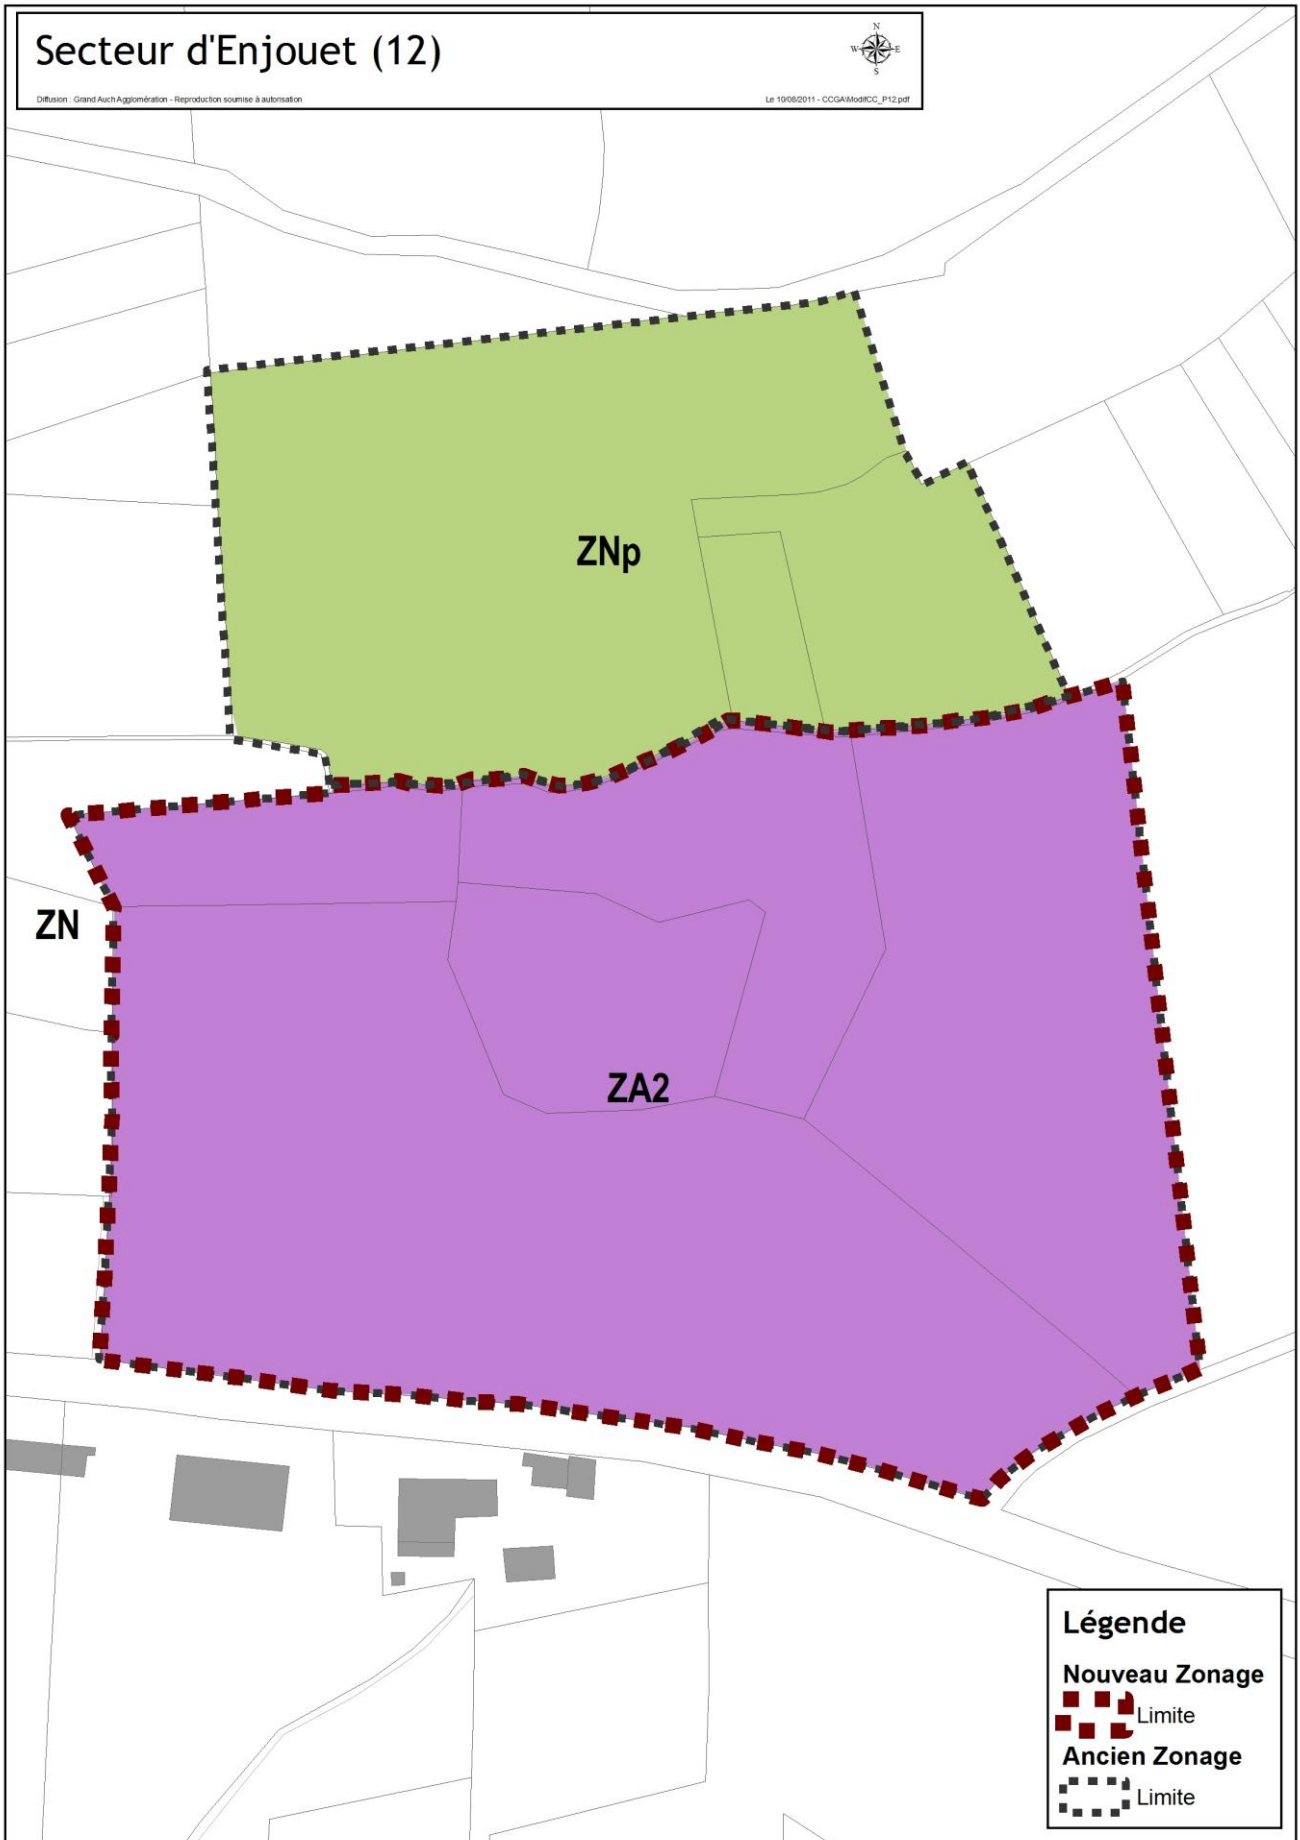 Secteur d'Enjouet (12)
N
W E
S
Diffusion : Grand Auch Agglomération - Reproduction soumise à autorisation
Le 10/08/2011 - CCGA\ModifCC_P12.pdf
ZNp
ZN
ZA2
Légende
Nouveau Zonage
Limite
Ancien Zonage
Limite